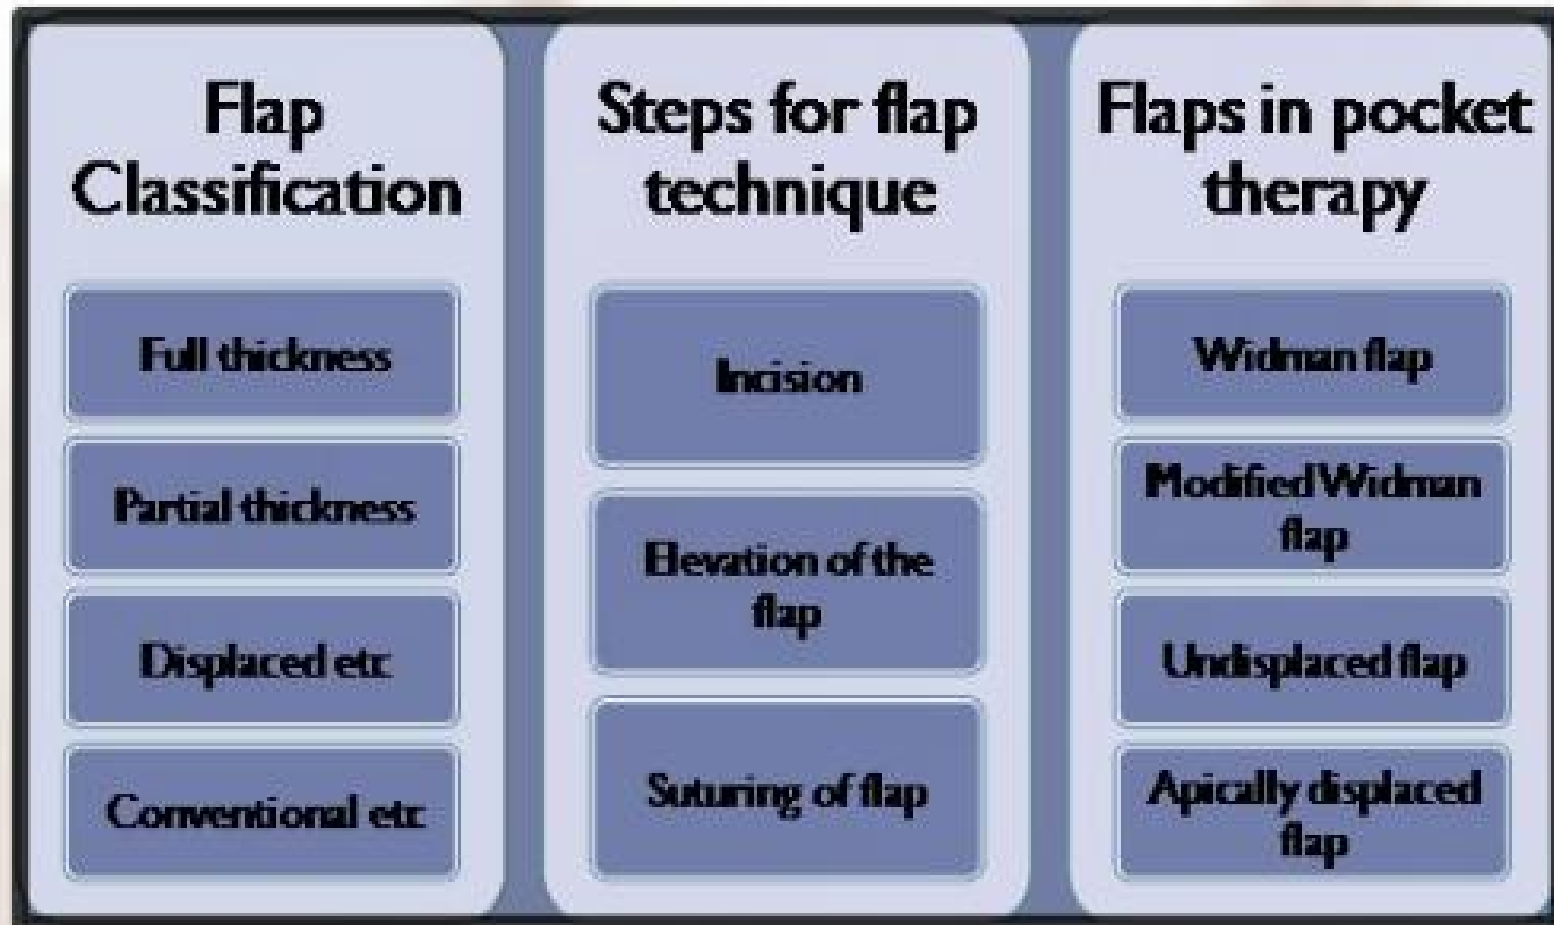 Flap
Classification
Full thickness
Partial thickness
Displaced etc
Conventional etc
Steps for flap
technique
Incision
Elevation of the
flap
Suturing of flap
Flaps in pocket
therapy
Widman flap
Modified Widman
flap
Undisplaced flap
Apically displaced
flap